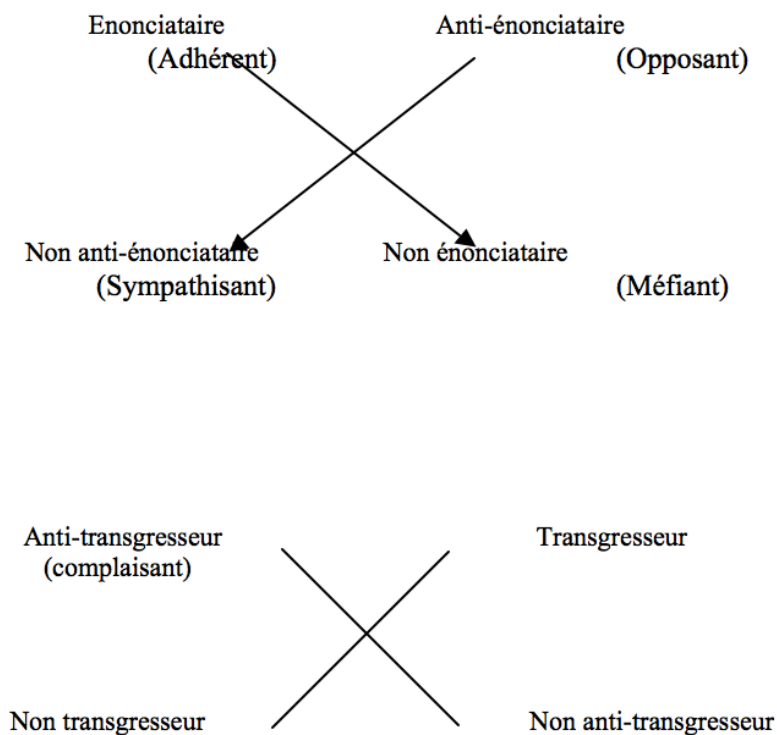 Enonciataire Anti-énonciataire
(Adhérent) (Opposant)
Non anti-énonciataire Non énonciataire
(Sympathisant) (Méfiant)
Anti-transgresseur Transgresseur
(complaisant)
Non transgresseur Non anti-transgresseur